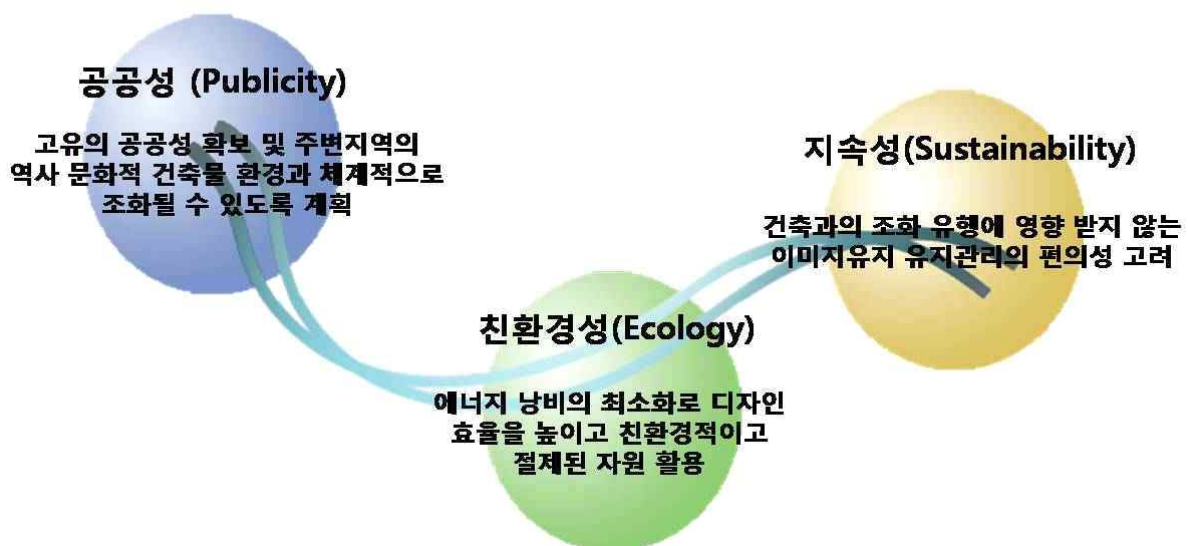 공공성 (Publicity)
고유의 공공성 확보 및 주변지역의
역사 문화적 건축물 환경과 체계적으로
조화될 수 있도록 계획
친환경성(Ecology)
에너지 낭비의 최소화로 디자인
효율을 높이고 친환경적이고
절제된 자원 활용
지속성(Sustainability)
건축과의 조화 유행에 영향 받지 않는
이미지유지 유지관리의 편의성 고려